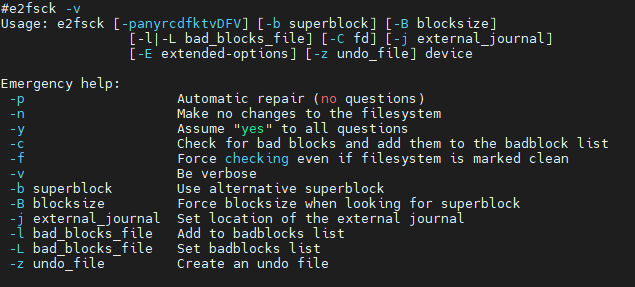 #e2fsck -v
Usage: e2fsck [-panyrcdfktvDFV] [-b superblock] [-B blocksize]
                [-l|-L bad_blocks_file] [-C fd] [-j external_journal]
                [-E extended-options] [-z undo_file] device

Emergency help:
 -p                   Automatic repair (no questions)
 -n                   Make no changes to the filesystem
 -y                   Assume "yes" to all questions
 -c                   Check for bad blocks and add them to the badblock list
 -f                   Force checking even if filesystem is marked clean
 -v                   Be verbose
 -b superblock        Use alternative superblock
 -B blocksize         Force blocksize when looking for superblock
 -j external_journal  Set location of the external journal
 -l bad_blocks_file   Add to badblocks list
 -L bad_blocks_file   Set badblocks list
 -z undo_file         Create an undo file